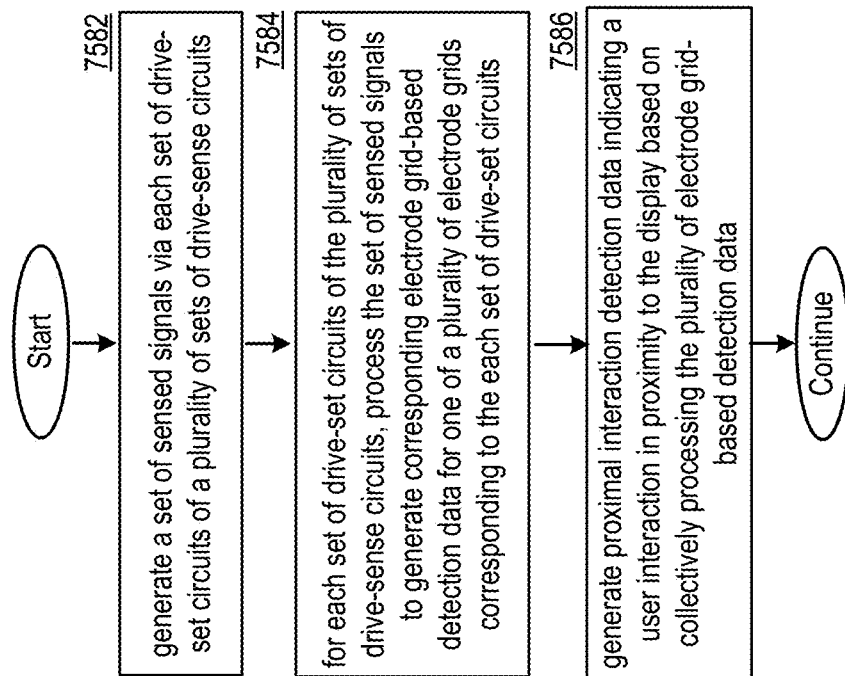 Start
7582
generate a set of sensed signals via each set of drive-
set circuits of a plurality of sets of drive-sense circuits
7584
for each set of drive-set circuits of the plurality of sets of
drive-sense circuits, process the set of sensed signals
to generate corresponding electrode grid-based
detection data for one of a plurality of electrode grids
corresponding to the each set of drive-set circuits
7586
generate proximal interaction detection data indicating a
user interaction in proximity to the display based on
collectively processing the plurality of electrode grid-
based detection data
Continue